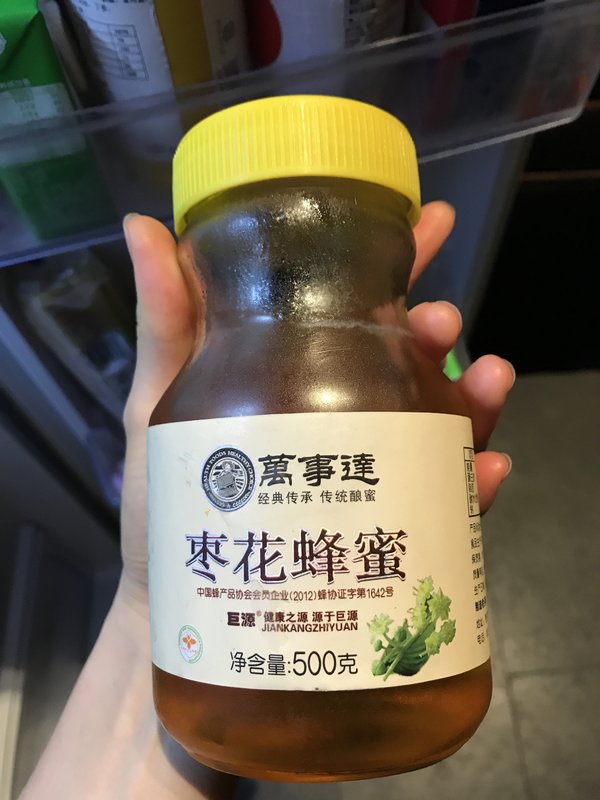 萬事達
经典传承 传统酿蜜
枣花蜂蜜
中国蜂产品协会会员企业(2012)蜂协证字第1642号
巨源® 健康之源 源于巨源
JIANKANGZHIYUAN
净含量:500克